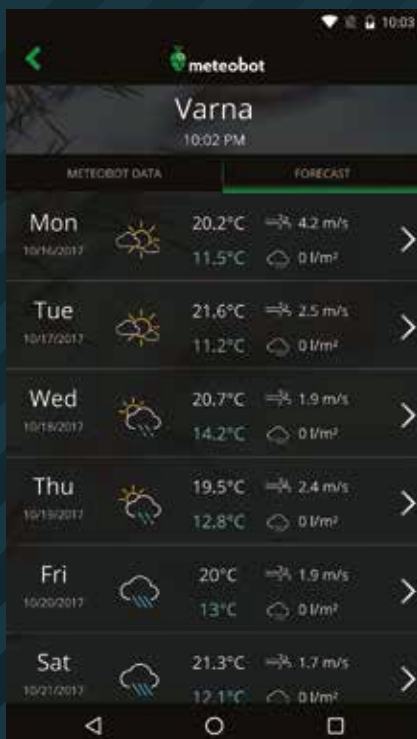 10:03
meteobot
Varna
10:02 PM
METEOBOT DATA FORECAST
Mon 20.2°C 4.2 m/s
10/16/2017 11.5°C 0 l/m²
Tue 21.6°C 2.5 m/s
10/17/2017 11.2°C 0 l/m²
Wed 20.7°C 1.9 m/s
10/18/2017 14.2°C 0 l/m²
Thu 19.5°C 2.4 m/s
10/19/2017 12.8°C 0 l/m²
Fri 20°C 1.9 m/s
10/20/2017 13°C 0 l/m²
Sat 21.3°C 1.7 m/s
10/21/2017 12.1°C 0 l/m²